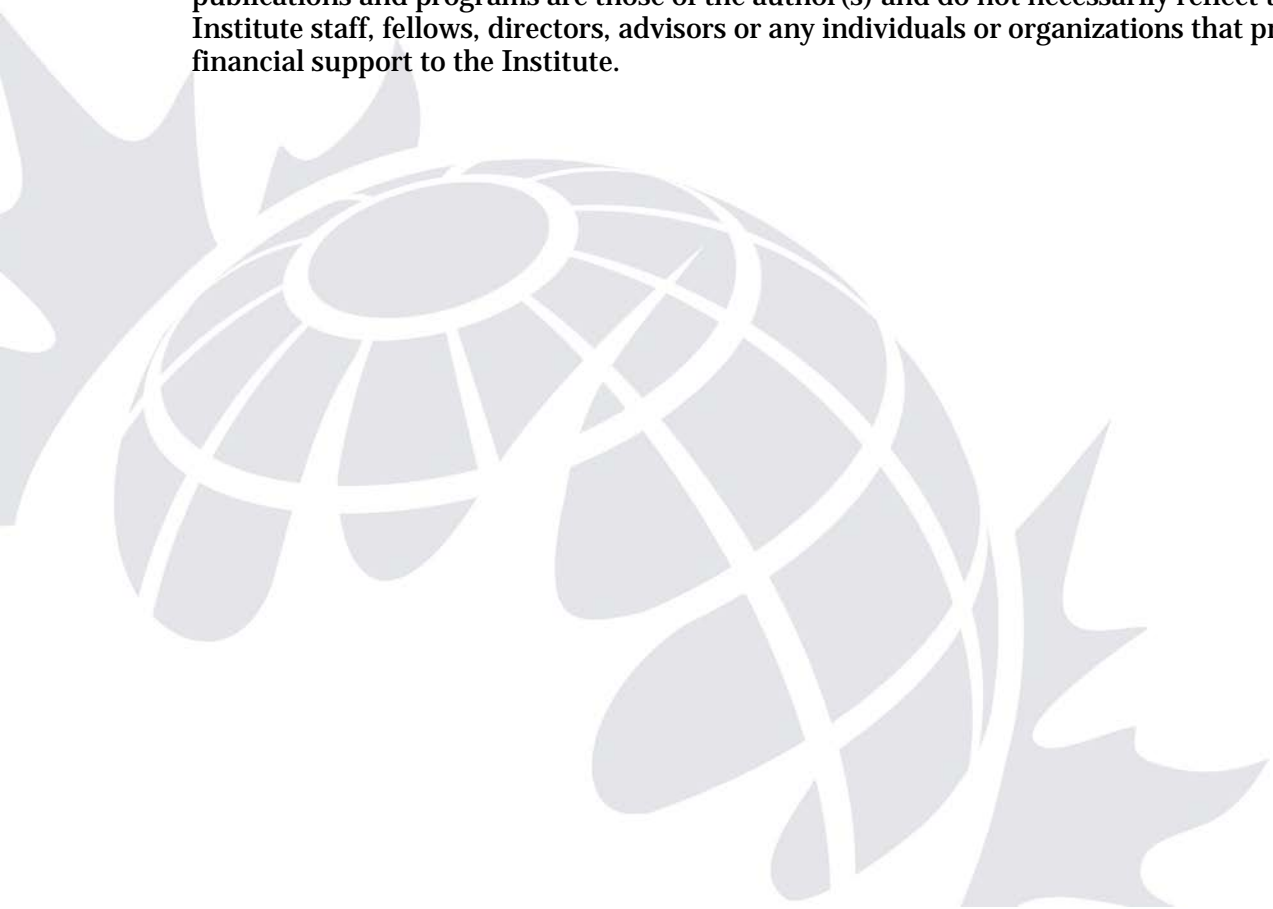 publications and programs are those of the author(s) and do not necessarily reflect
Institute staff, fellows, directors, advisors or any individuals or organizations that
financial support to the Institute.